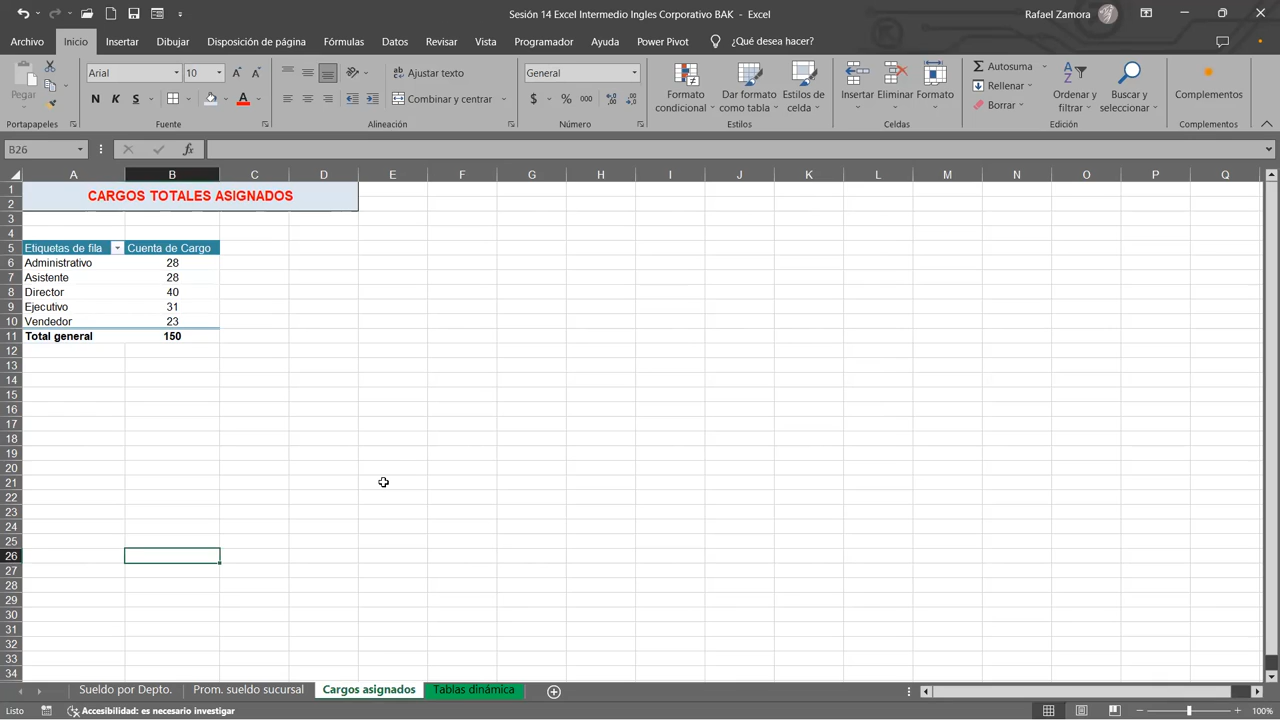 Sesión 14 Excel Intermedio Ingles Corporativo BAK - Excel
Rafael Zamora
Archivo Inicio Insertar Dibujar Disposición de página Fórmulas Datos Revisar Vista Programador Ayuda Power Pivot ¿Qué desea hacer?
Pegar
Portapapeles
Arial 10
N K S
Fuente
Ajustar texto
Combinar y centrar
Alineación
General
$ % 000
Número
Formato condicional
Dar formato como tabla
Estilos de celda
Estilos
Insertar Eliminar Formato
Celdas
Autosuma
Rellenar
Borrar
Ordenar y filtrar
Buscar y seleccionar
Edición
Complementos
Complementos
B26
fx
A B C D E F G H I J K L M N O P Q
1 CARGOS TOTALES ASIGNADOS
2
3
4
5 Etiquetas de fila Cuenta de Cargo
6 Administrativo 28
7 Asistente 28
8 Director 40
9 Ejecutivo 31
10 Vendedor 23
11 Total general 150
12
13
14
15
16
17
18
19
20
21
22
23
24
25
26
27
28
29
30
31
32
33
34
Sueldo por Depto. Prom. sueldo sucursal Cargos asignados Tablas dinámica
Listo Accesibilidad: es necesario investigar 100%